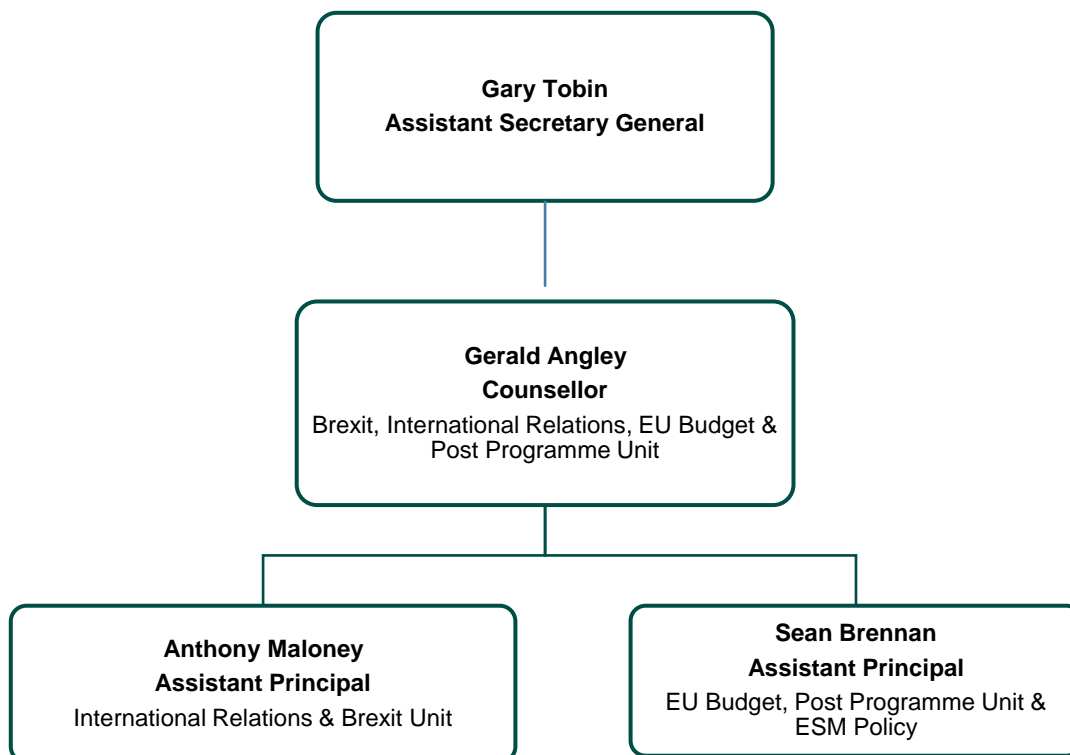 Gary Tobin
Assistant Secretary General
Gerald Angley
Counsellor
Brexit, International Relations, EU Budget &
Post Programme Unit
Anthony Maloney
Assistant Principal
International Relations & Brexit Unit
Sean Brennan
Assistant Principal
EU Budget, Post Programme Unit &
ESM Policy